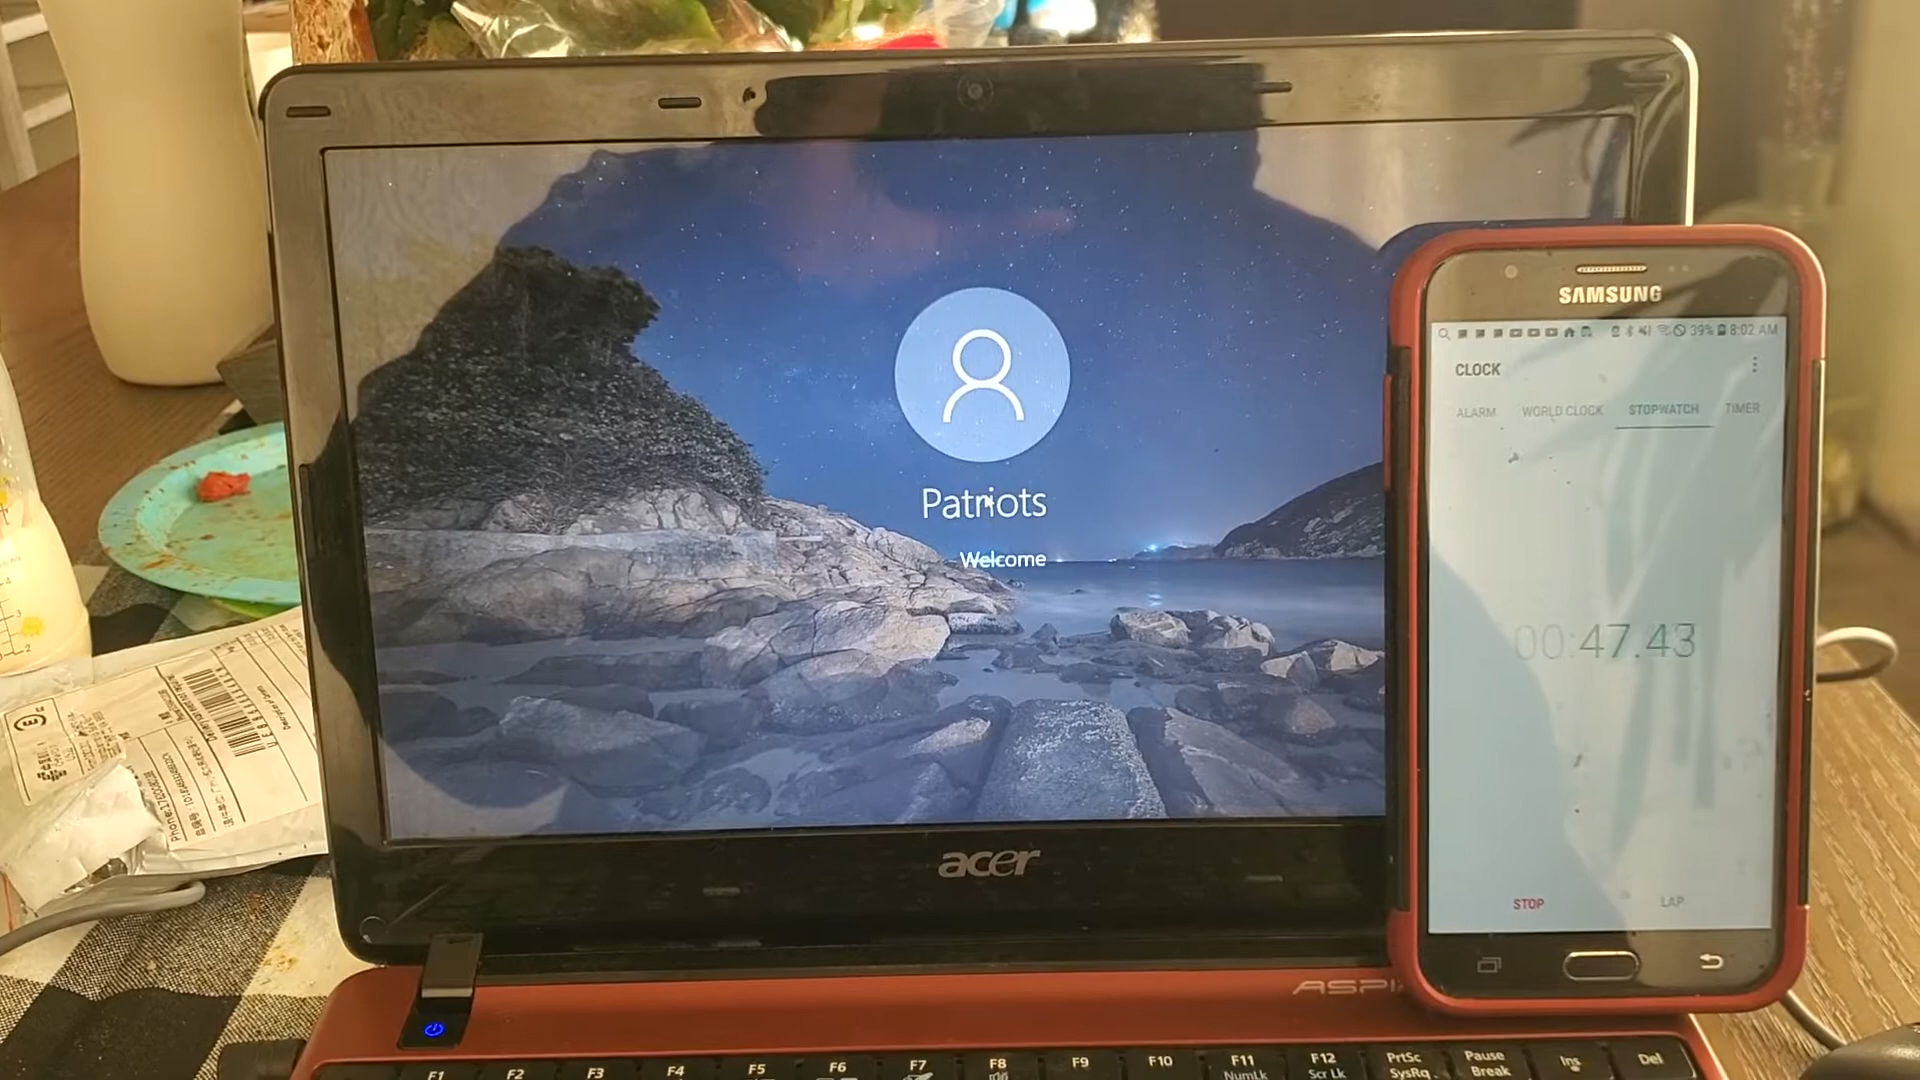 Patriots
Welcome
acer
SAMSUNG
39% 8:02 AM
CLOCK
ALARM WORLD CLOCK STOPWATCH TIMER
00:47.43
STOP LAP
F1 F2 F3 F4 F5 F6 F7 F8 F9 F10 F11 F12 PrtSc Pause Ins Del
NumLk Scr Lk SysRq Break